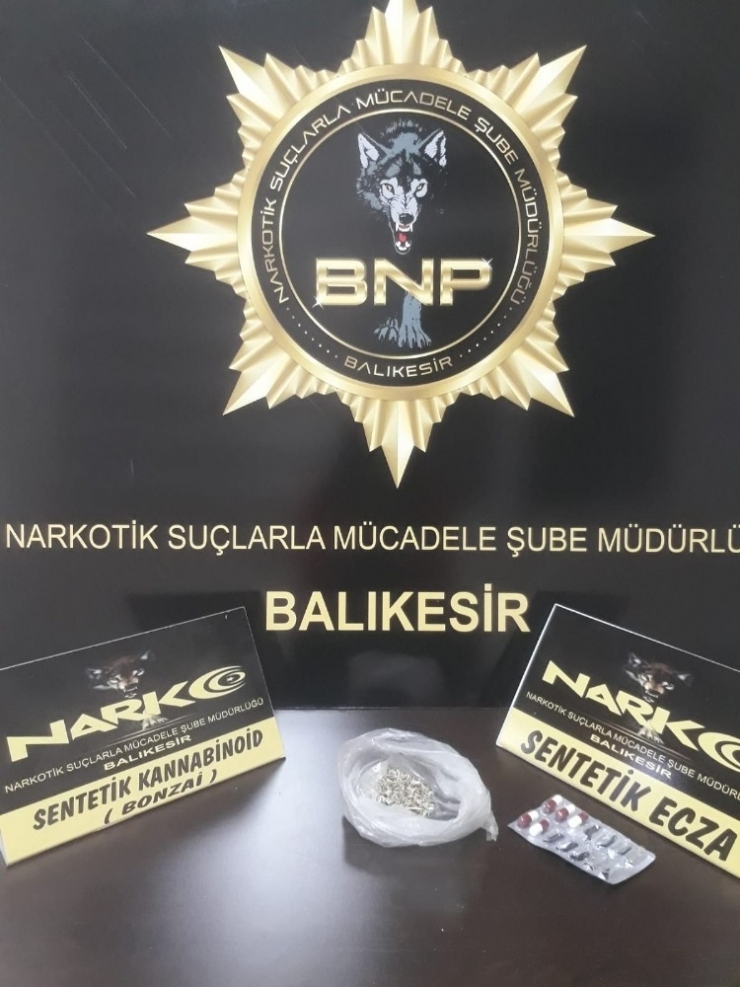 NARKOTİK SUÇLARLA MÜCADELE ŞUBE MÜDÜRLÜĞÜ
BNP
BALIKESİR
NARKOTİK SUÇLARLA MÜCADELE ŞUBE MÜDÜRLÜ
BALIKESİR
NARKO
NARKOTİK SUÇLARLA MÜCADELE ŞUBE MÜDÜRLÜĞÜ
BALIKESİR
SENTETİK KANNABİNOİD
( BONZAİ )
NARKO
NARKOTİK SUÇLARLA MÜCADELE ŞUBE MÜDÜRLÜ
BALIKESİR
SENTETİK ECZA